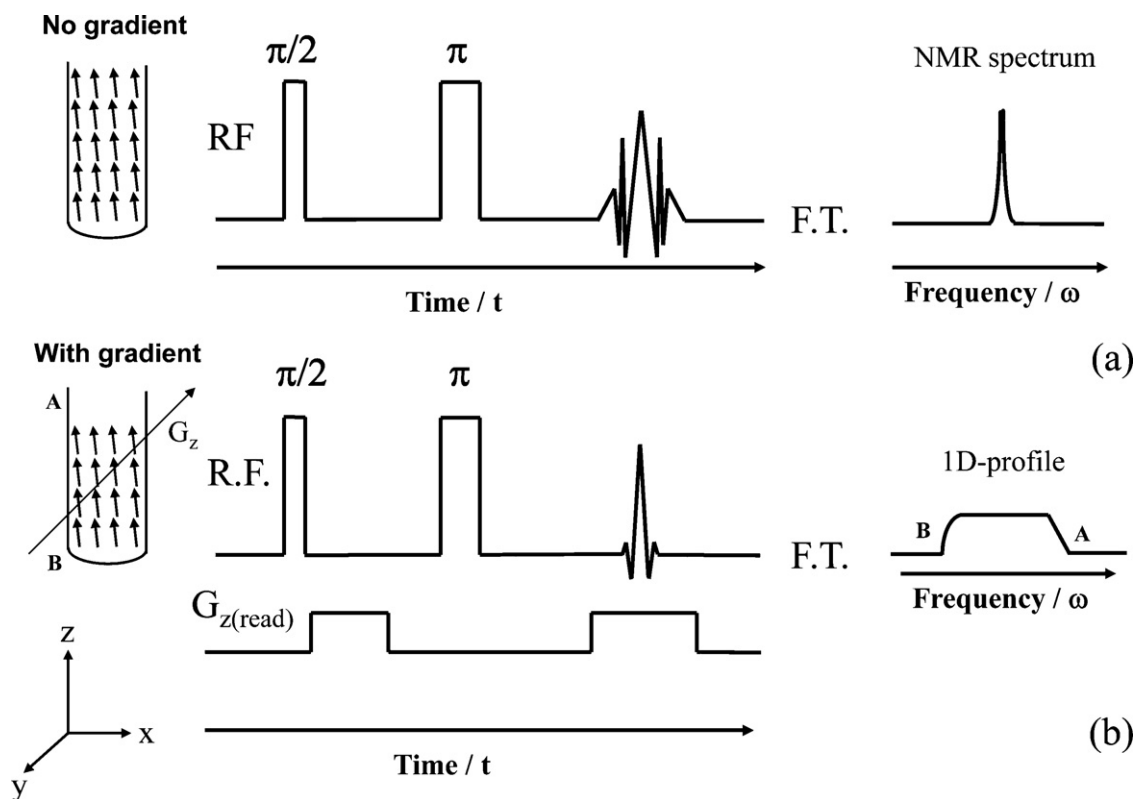 No gradient
π/2
π
NMR spectrum
RF
F.T.
Time / t
Frequency / ω
(a)
With gradient
π/2
π
A
G_z
R.F.
1D-profile
B
B
A
F.T.
Frequency / ω
G_z(read)
z
x
y
Time / t
(b)